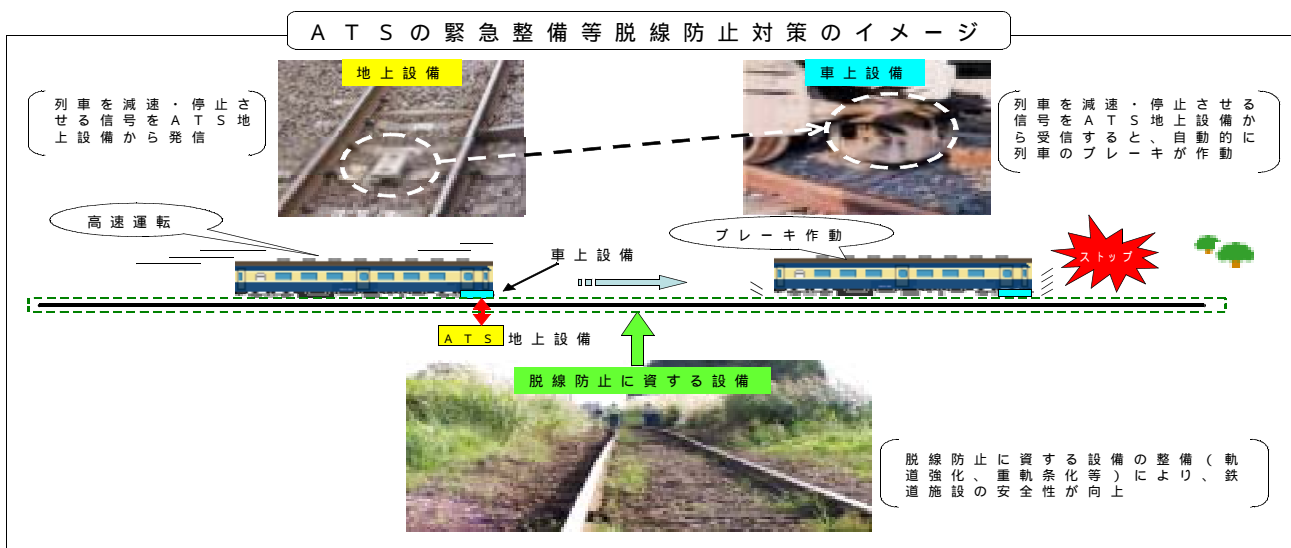 ATSの緊急整備等脱線防止対策のイメージ
地上設備
車上設備
列車を減速・停止さ
せる信号をATS地
上設備から発信
列車を減速・停止させる
信号をATS地上設備か
ら受信すると、自動的に
列車のブレーキが作動
高速運転
ブレーキ作動
ストップ
車上設備
ATS 地上設備
脱線防止に資する設備
脱線防止に資する設備の整備(軌
道強化、重軌条化等)により、鉄
道施設の安全性が向上